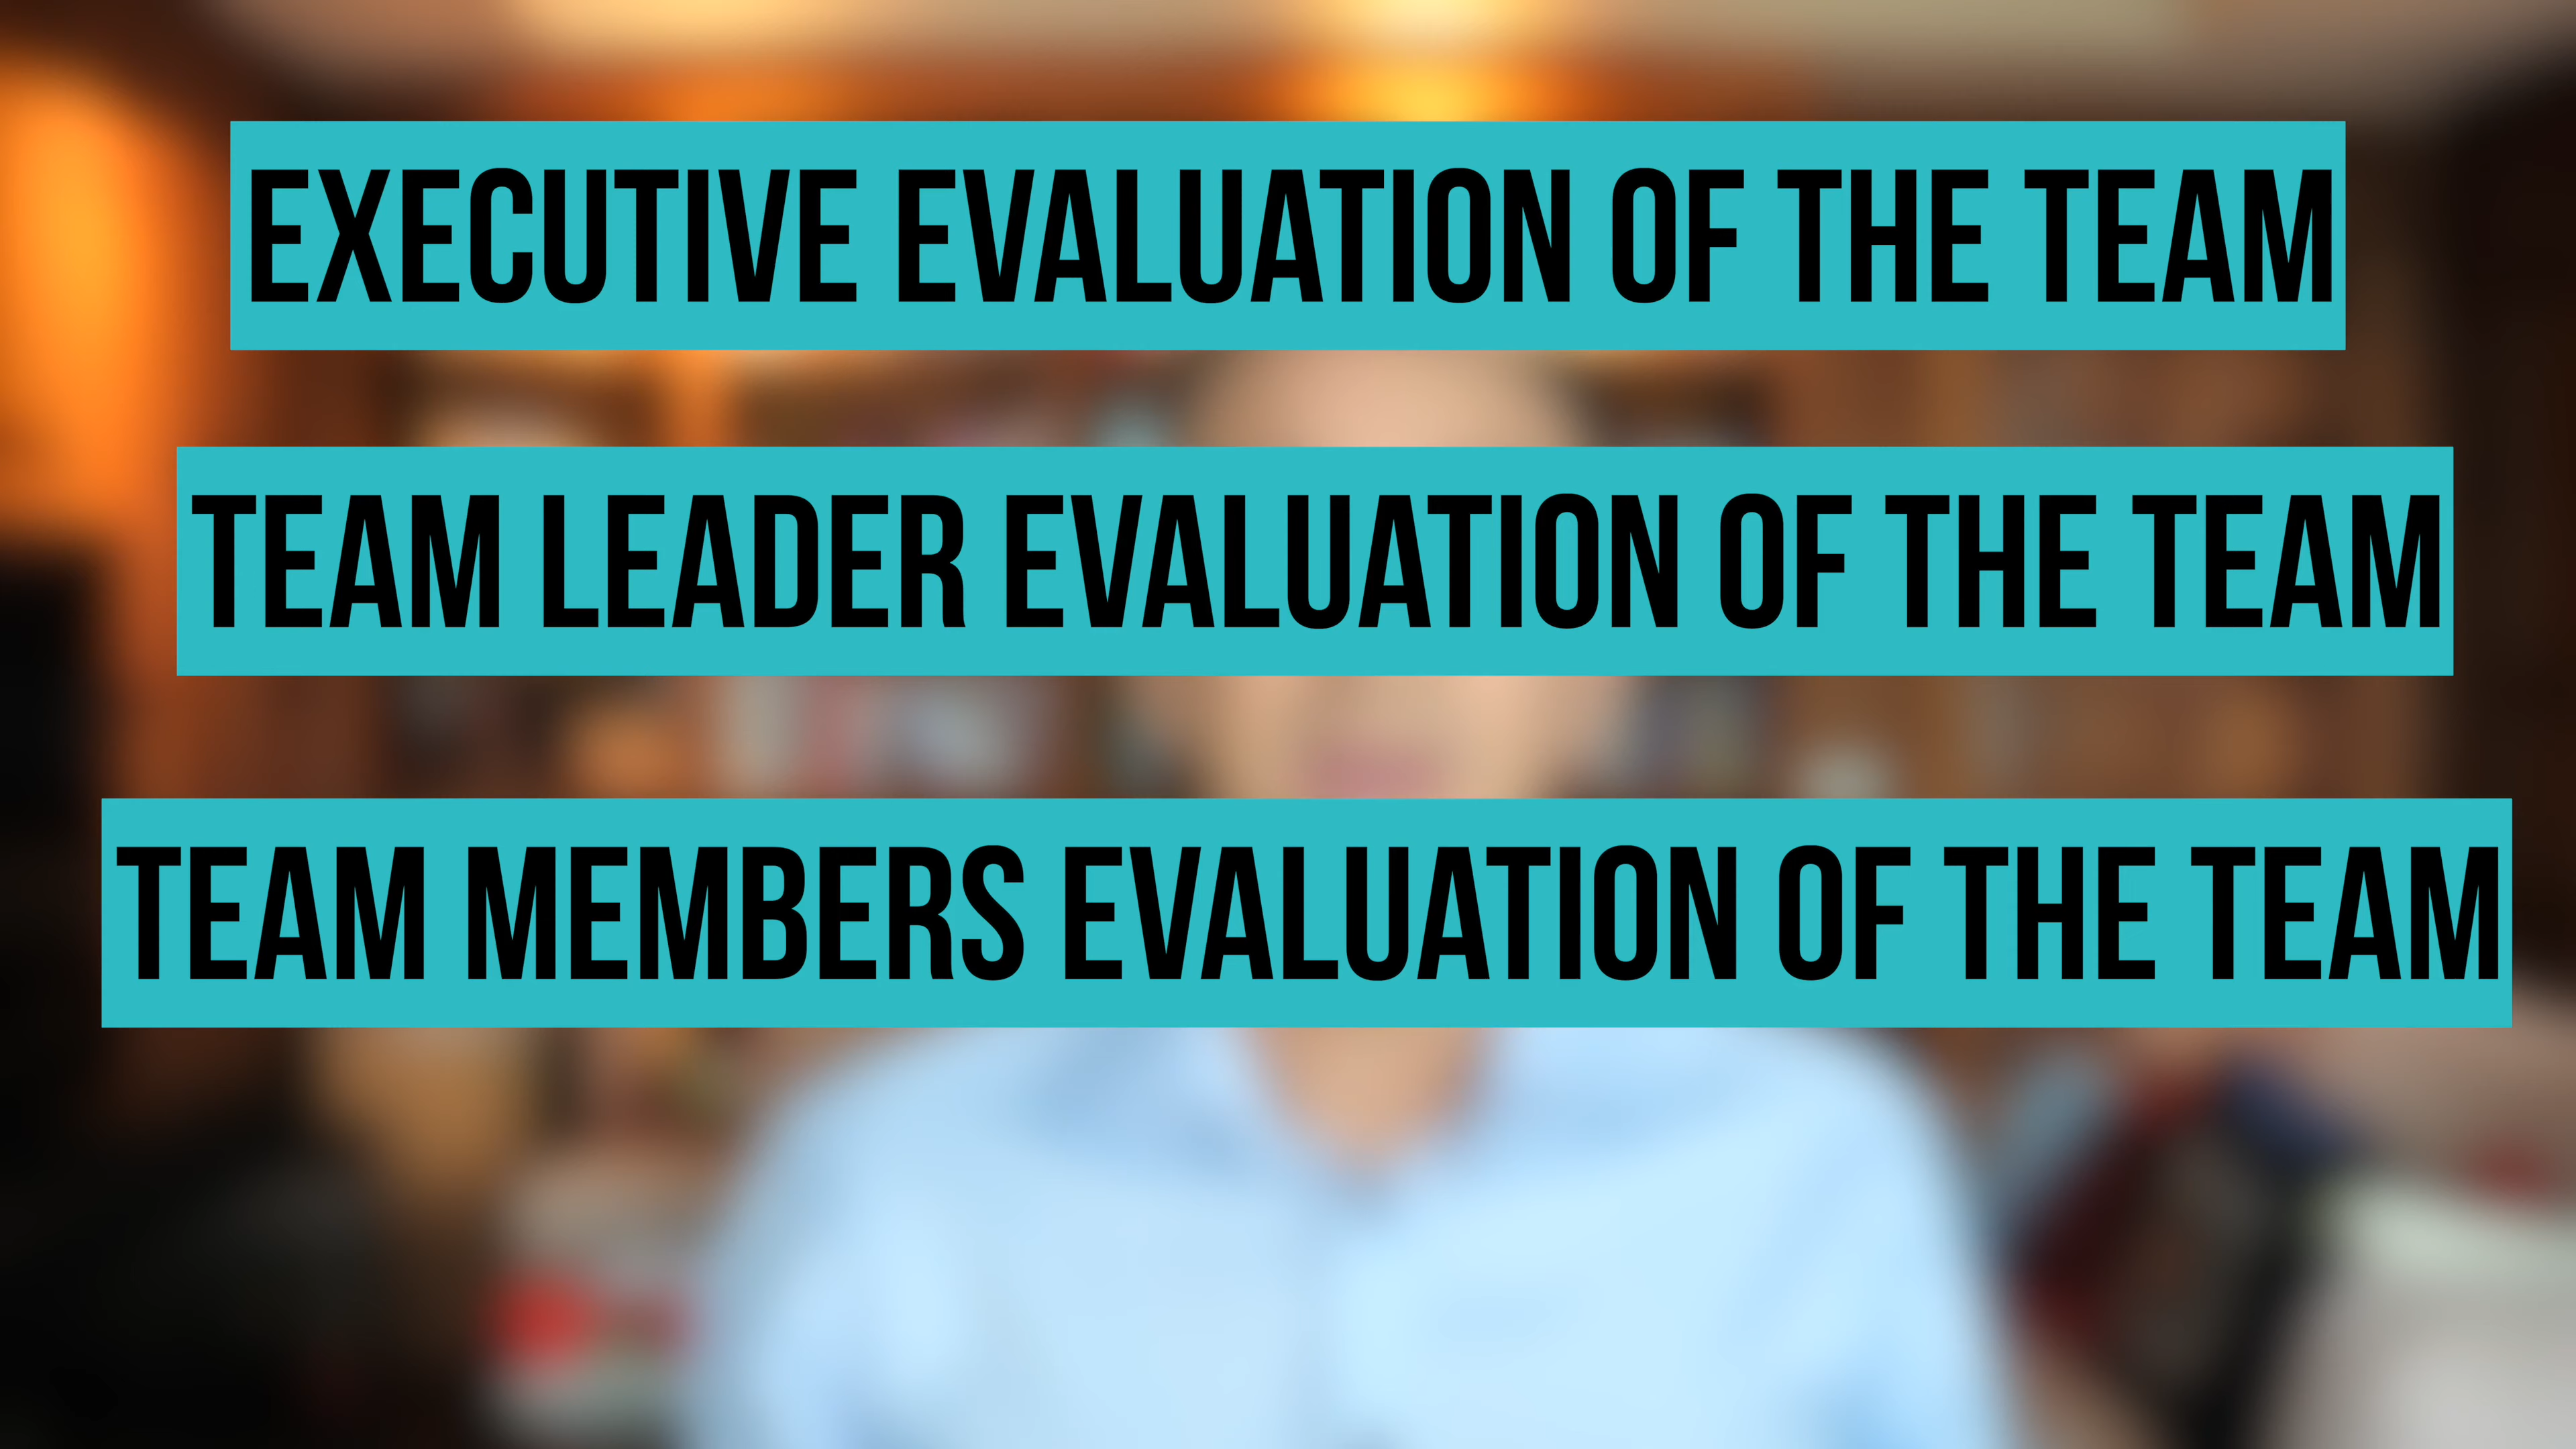 EXECUTIVE EVALUATION OF THE TEAM
TEAM LEADER EVALUATION OF THE TEAM
TEAM MEMBERS EVALUATION OF THE TEAM